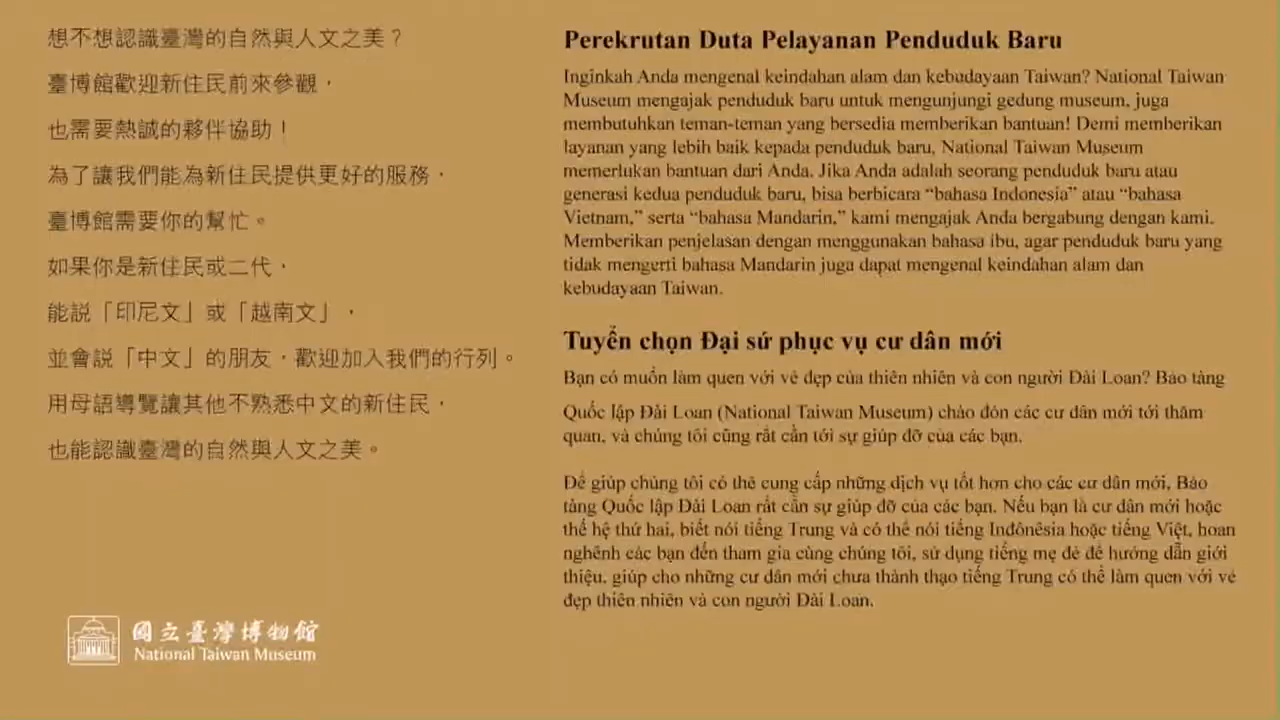 想不想認識臺灣的自然與人文之美？
臺博館歡迎新住民前來參觀，
也需要熱誠的夥伴協助！
為了讓我們能為新住民提供更好的服務，
臺博館需要你的幫忙。
如果你是新住民或二代，
能説「印尼文」或「越南文」，
並會説「中文」的朋友，歡迎加入我們的行列。
用母語導覽讓其他不熟悉中文的新住民，
也能認識臺灣的自然與人文之美。
國立臺灣博物館
National Taiwan Museum
Perekrutan Duta Pelayanan Penduduk Baru
Inginkah Anda mengenal keindahan alam dan kebudayaan Taiwan? National Taiwan
Museum mengajak penduduk baru untuk mengunjungi gedung museum, juga
membutuhkan teman-teman yang bersedia memberikan bantuan! Demi memberikan
layanan yang lebih baik kepada penduduk baru, National Taiwan Museum
memerlukan bantuan dari Anda. Jika Anda adalah seorang penduduk baru atau
generasi kedua penduduk baru, bisa berbicara “bahasa Indonesia” atau “bahasa
Vietnam,” serta “bahasa Mandarin,” kami mengajak Anda bergabung dengan kami.
Memberikan penjelasan dengan menggunakan bahasa ibu, agar penduduk baru yang
tidak mengerti bahasa Mandarin juga dapat mengenal keindahan alam dan
kebudayaan Taiwan.
Tuyển chọn Đại sứ phục vụ cư dân mới
Bạn có muốn làm quen với vẻ đẹp của thiên nhiên và con người Đài Loan? Bảo tàng
Quốc lập Đài Loan (National Taiwan Museum) chào đón các cư dân mới tới thăm
quan, và chúng tôi cũng rất cần tới sự giúp đỡ của các bạn.
Để giúp chúng tôi có thể cung cấp những dịch vụ tốt hơn cho các cư dân mới, Bảo
tàng Quốc lập Đài Loan rất cần sự giúp đỡ của các bạn. Nếu bạn là cư dân mới hoặc
thế hệ thứ hai, biết nói tiếng Trung và có thể nói tiếng Inđônêsia hoặc tiếng Việt, hoan
nghênh các bạn đến tham gia cùng chúng tôi, sử dụng tiếng mẹ đẻ để hướng dẫn giới
thiệu, giúp cho những cư dân mới chưa thành thạo tiếng Trung có thể làm quen với vẻ
đẹp thiên nhiên và con người Đài Loan.